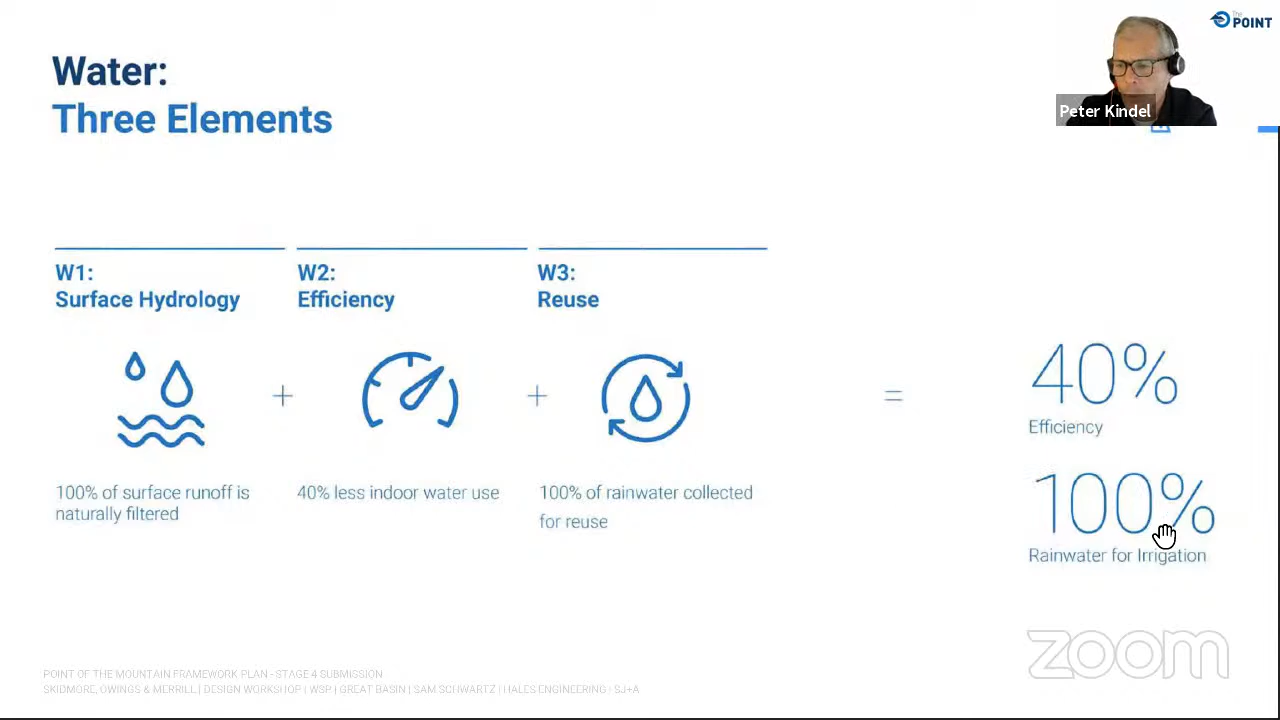 The
POINT
Water:
Three Elements
Peter Kindel
W1:
Surface Hydrology
W2:
Efficiency
W3:
Reuse
+
+
=
100% of surface runoff is
naturally filtered
40% less indoor water use
100% of rainwater collected
for reuse
40%
Efficiency
100%
Rainwater for Irrigation
zoom
POINT OF THE MOUNTAIN FRAMEWORK PLAN - STAGE 4 SUBMISSION
SKIDMORE, OWINGS & MERRILL | DESIGN WORKSHOP | WSP | GREAT BASIN | SAM SCHWARTZ | HALES ENGINEERING | SJ+A